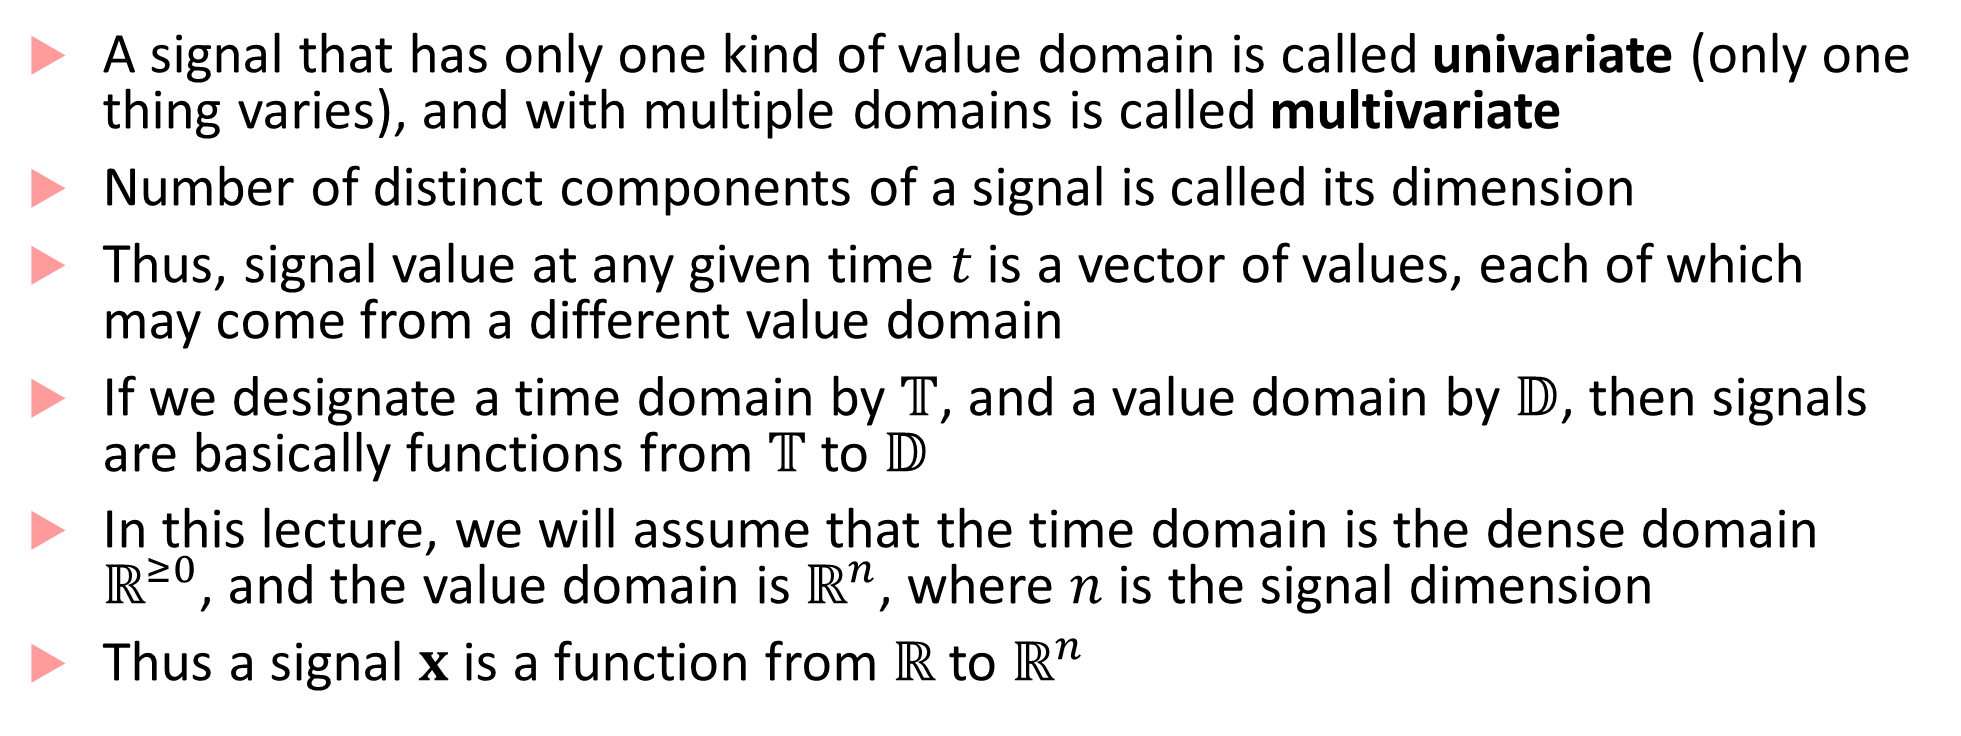 A signal that has only one kind of value domain is called univariate (only one
thing varies), and with multiple domains is called multivariate
Number of distinct components of a signal is called its dimension
Thus, signal value at any given time 𝑡 is a vector of values, each of which
may come from a different value domain
If we designate a time domain by 𝕋, and a value domain by 𝔻, then signals
are basically functions from 𝕋 to 𝔻
In this lecture, we will assume that the time domain is the dense domain
ℝ^≥0, and the value domain is ℝ^𝑛, where 𝑛 is the signal dimension
Thus a signal 𝐱 is a function from ℝ to ℝ^𝑛